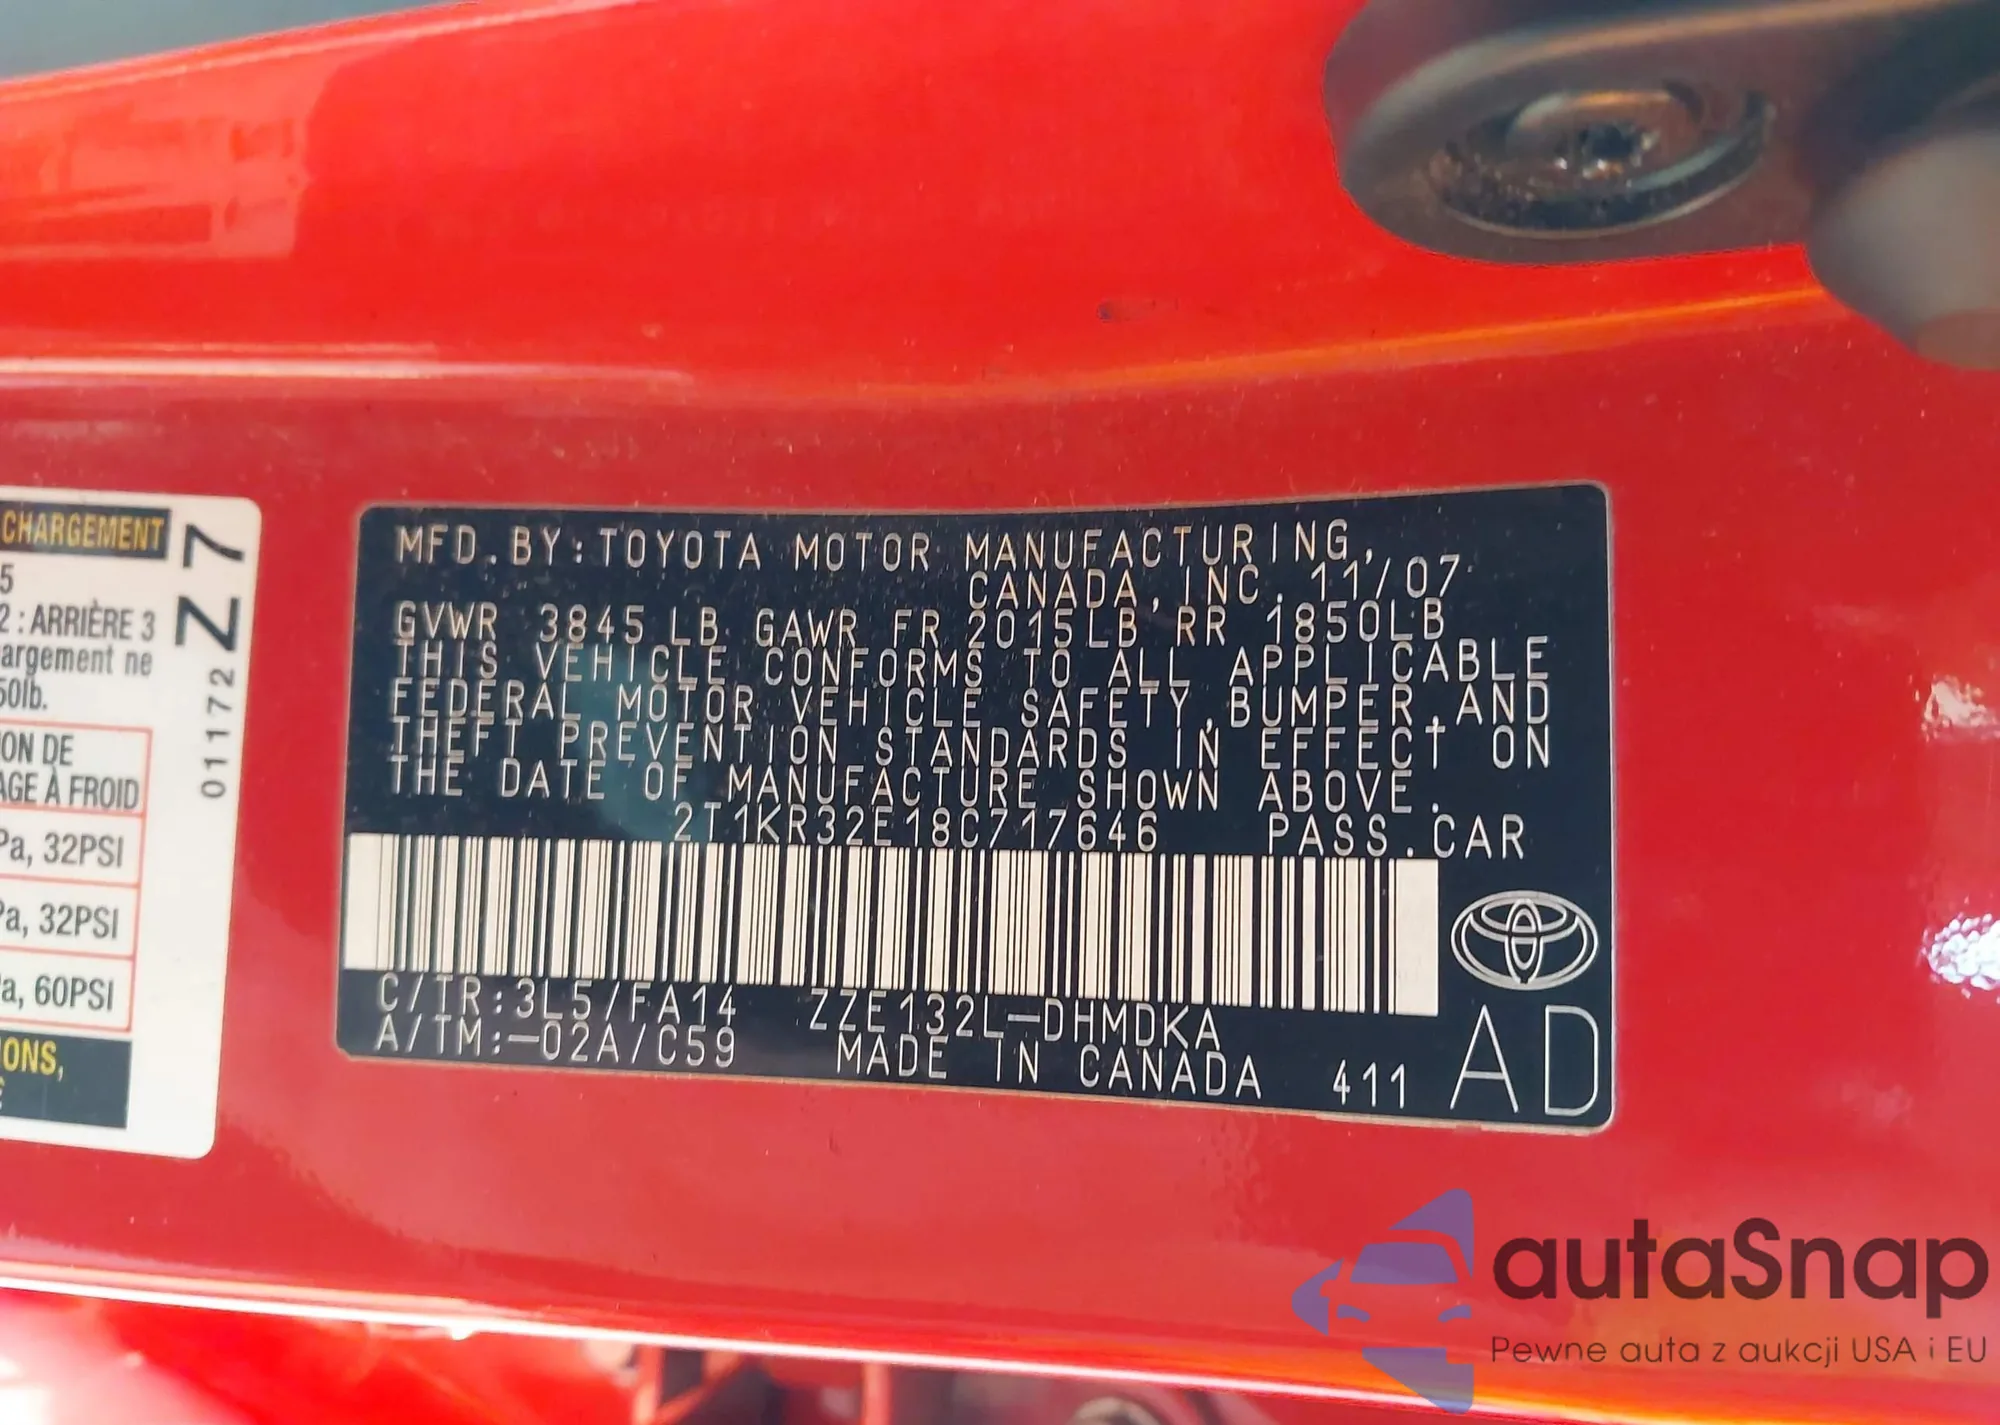 CHARGEMENT
5
2 : ARRIÈRE 3
argement ne
50lb.
ON DE
AGE À FROID
Pa, 32PSI
Pa, 32PSI
a, 60PSI
IONS,
01172 Z7
MFD.BY:TOYOTA MOTOR MANUFACTURING,
CANADA,INC. 11/07
GVWR 3845LB GAWR FR 2015LB RR 1850LB
THIS VEHICLE CONFORMS TO ALL APPLICABLE
FEDERAL MOTOR VEHICLE SAFETY,BUMPER,AND
THEFT PREVENTION STANDARDS IN EFFECT ON
THE DATE OF MANUFACTURE SHOWN ABOVE.
2T1KR32E18C717646 PASS.CAR
C/TR:3L5/FA14 ZZE132L-DHMDKA
A/TM:-02A/C59 MADE IN CANADA 411
AD
autaSnap
Pewne auta z aukcji USA i EU